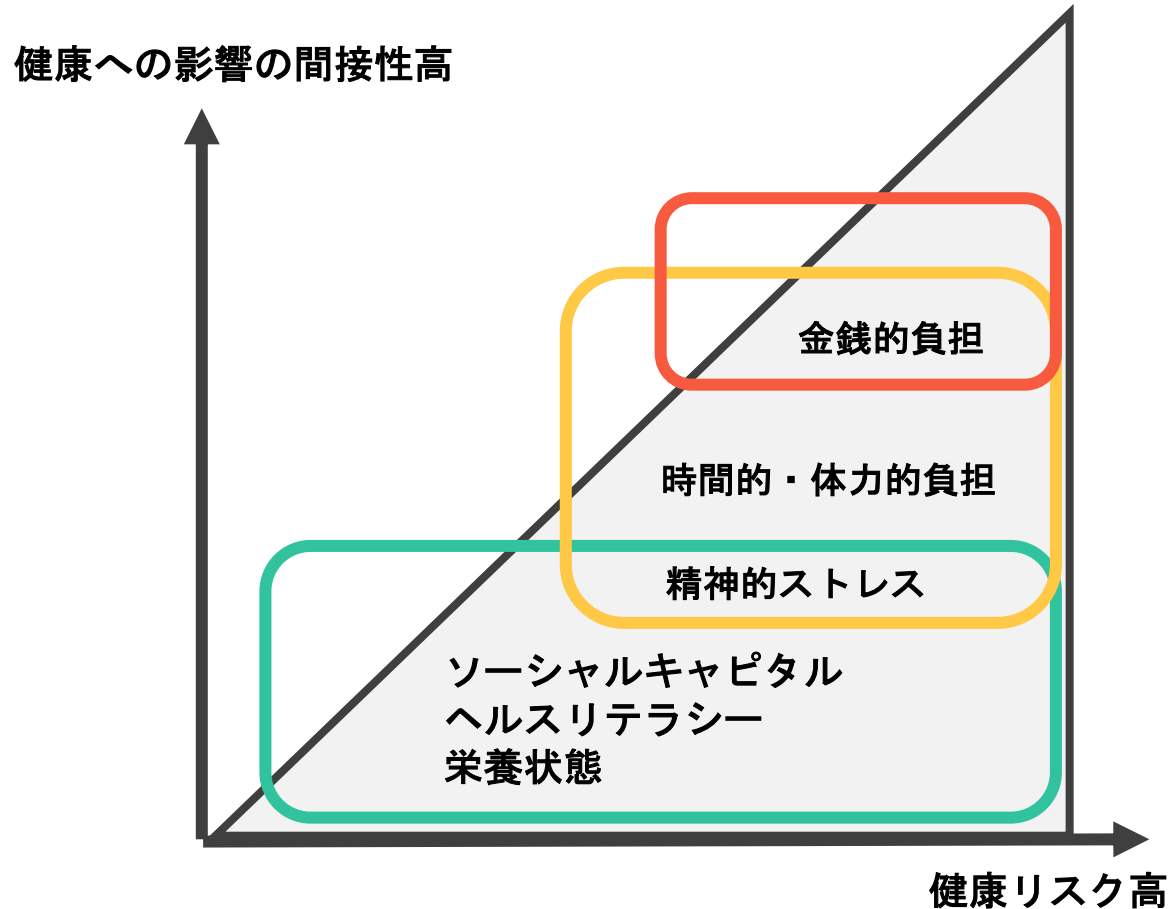 健康への影響の間接性高
金銭的負担
時間的・体力的負担
精神的ストレス
ソーシャルキャピタル
ヘルスリテラシー
栄養状態
健康リスク高